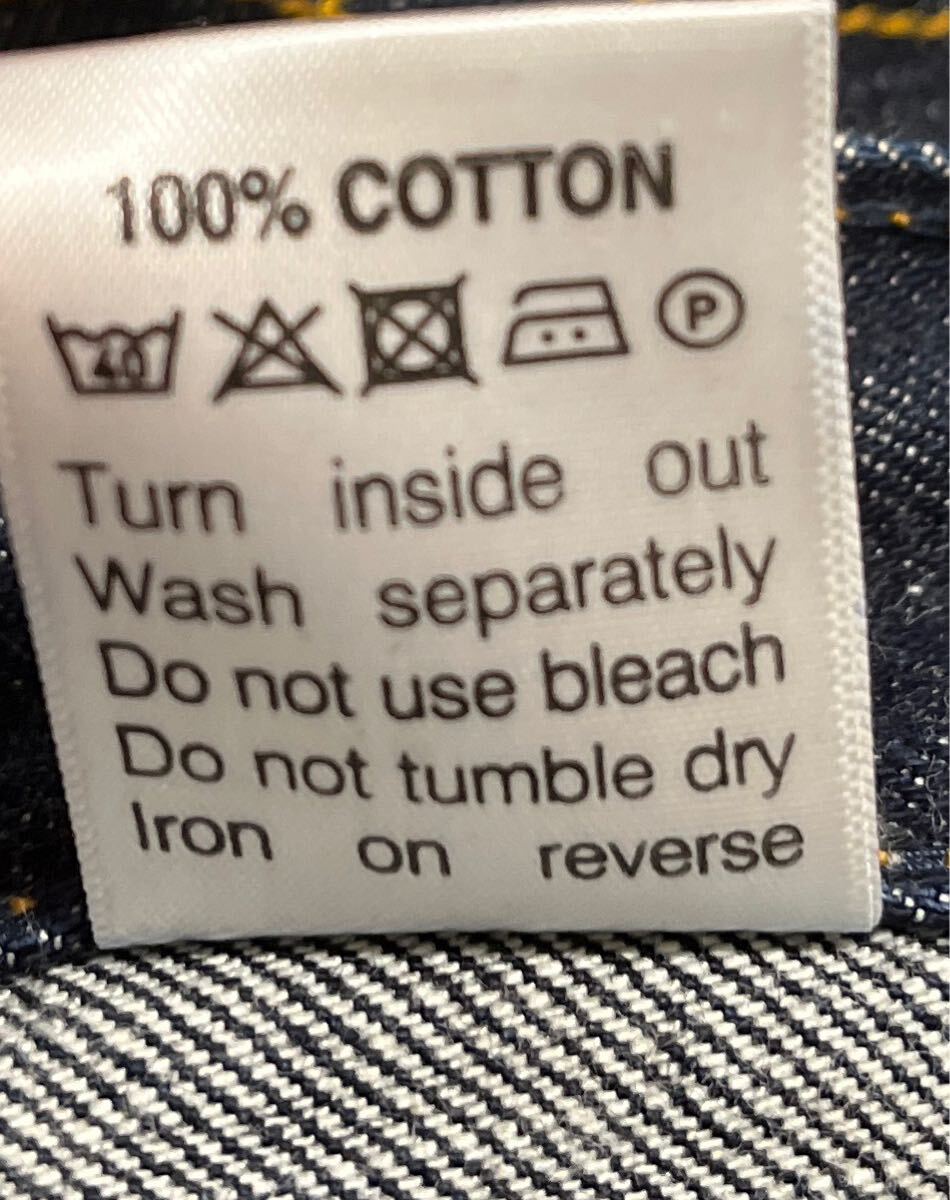 100% COTTON
40 P
Turn inside out
Wash separately
Do not use bleach
Do not tumble dry
Iron on reverse